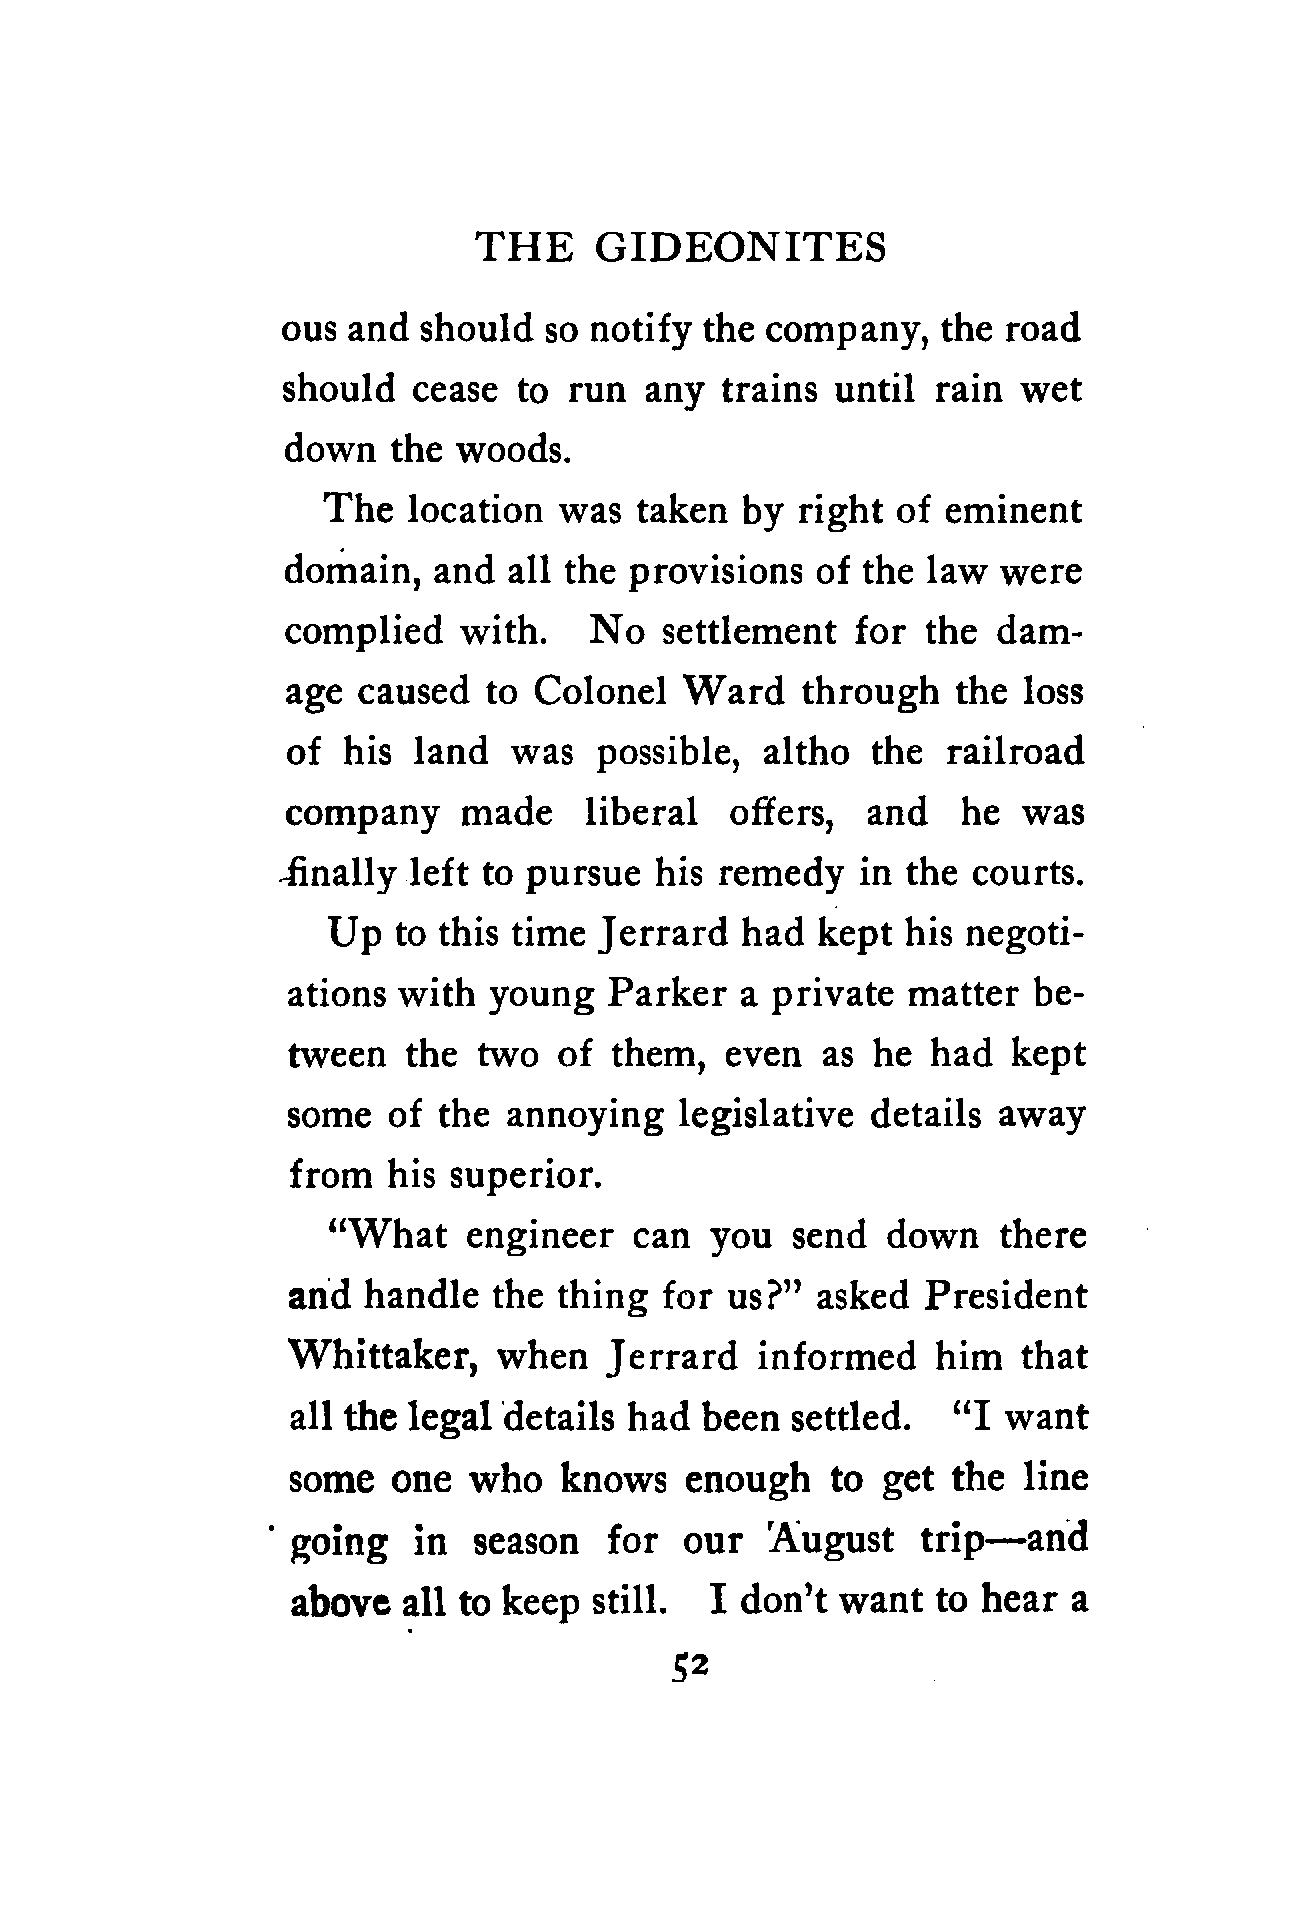 THE GIDEONITES
ous and should so notify the company, the road
should cease to run any trains until rain wet
down the woods.
The location was taken by right of eminent
domain, and all the provisions of the law were
complied with. No settlement for the dam-
age caused to Colonel Ward through the loss
of his land was possible, altho the railroad
company made liberal offers, and he was
finally left to pursue his remedy in the courts.
Up to this time Jerrard had kept his negoti-
ations with young Parker a private matter be-
tween the two of them, even as he had kept
some of the annoying legislative details away
from his superior.
“What engineer can you send down there
and handle the thing for us?” asked President
Whittaker, when Jerrard informed him that
all the legal details had been settled. “I want
some one who knows enough to get the line
going in season for our August trip—and
above all to keep still. I don’t want to hear a
52